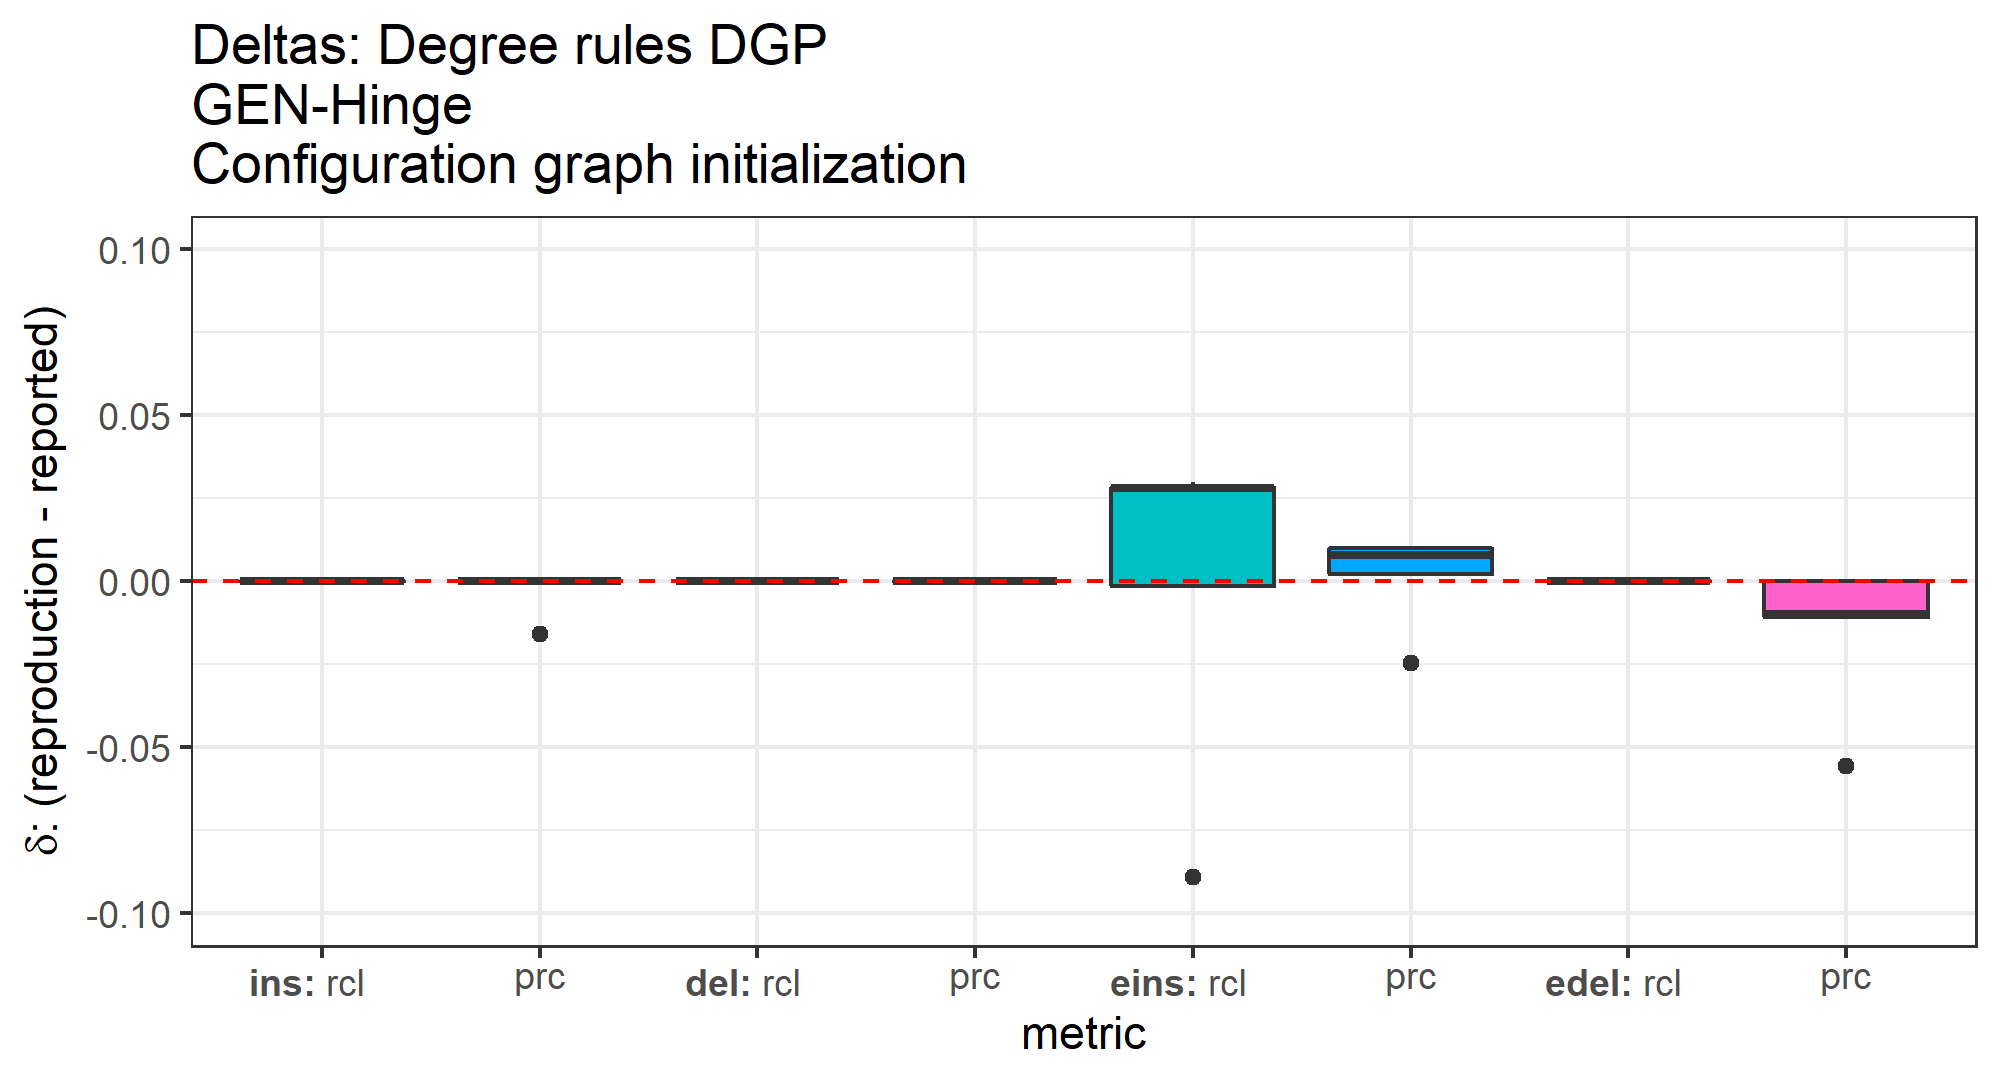 Deltas: Degree rules DGP
GEN-Hinge
Configuration graph initialization
δ: (reproduction - reported)
0.10
0.05
0.00
-0.05
-0.10
ins: rcl prc del: rcl prc eins: rcl prc edel: rcl prc
metric